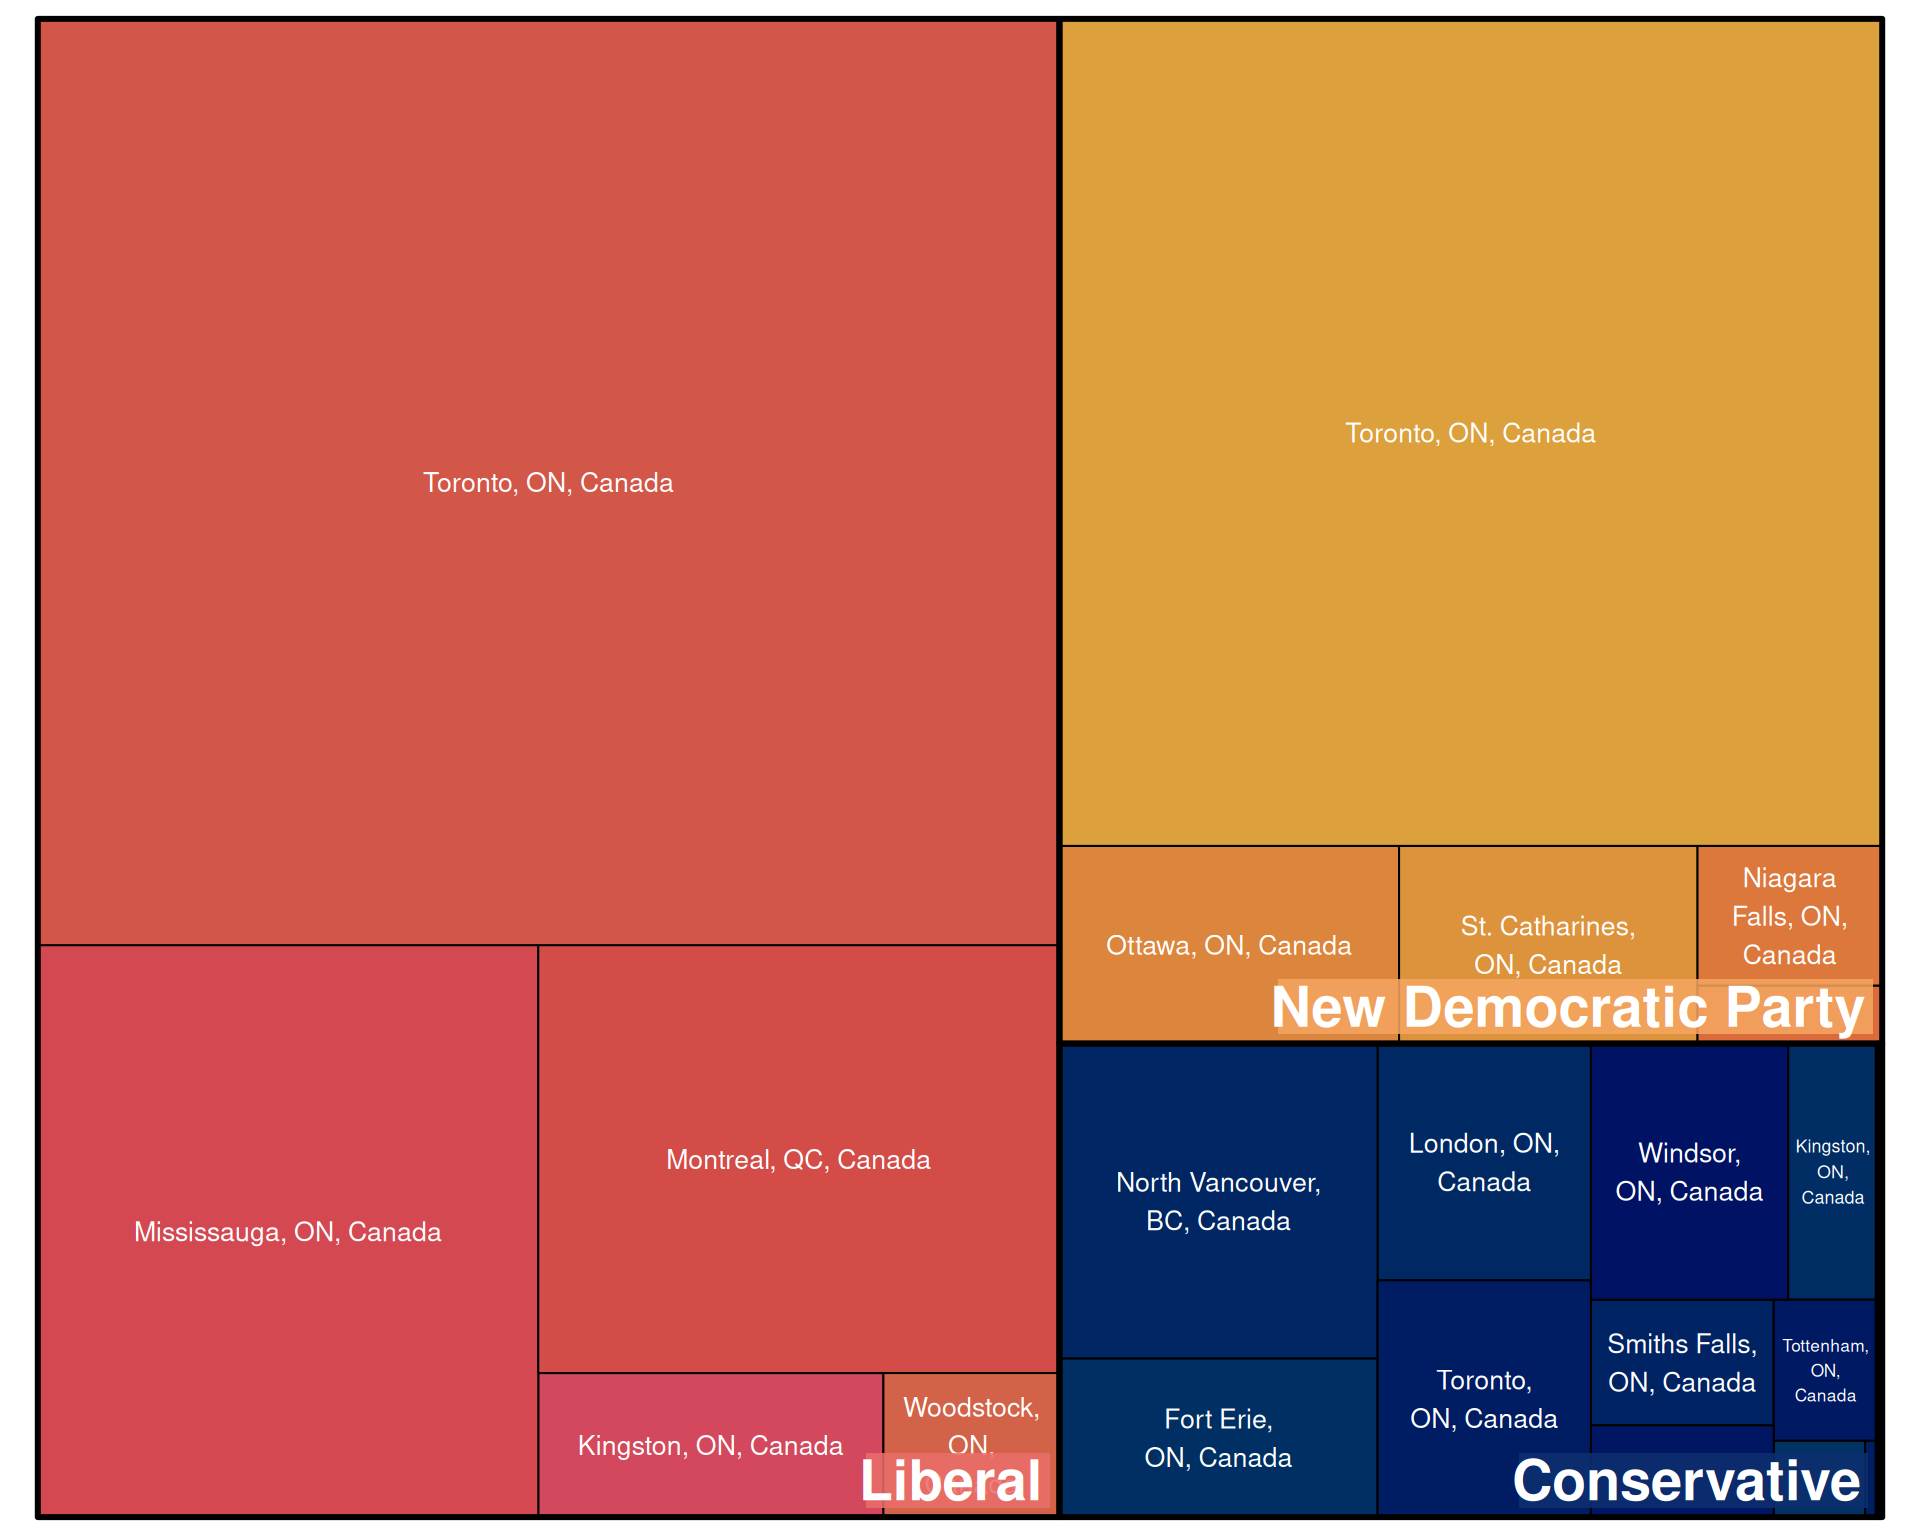 Toronto, ON, Canada
Mississauga, ON, Canada
Montreal, QC, Canada
Kingston, ON, Canada
Woodstock,
ON,
Liberal
Toronto, ON, Canada
Ottawa, ON, Canada
St. Catharines,
ON, Canada
Niagara
Falls, ON,
Canada
New Democratic Party
North Vancouver,
BC, Canada
Fort Erie,
ON, Canada
London, ON,
Canada
Toronto,
ON, Canada
Windsor,
ON, Canada
Kingston,
ON,
Canada
Smiths Falls,
ON, Canada
Tottenham,
ON,
Canada
Conservative